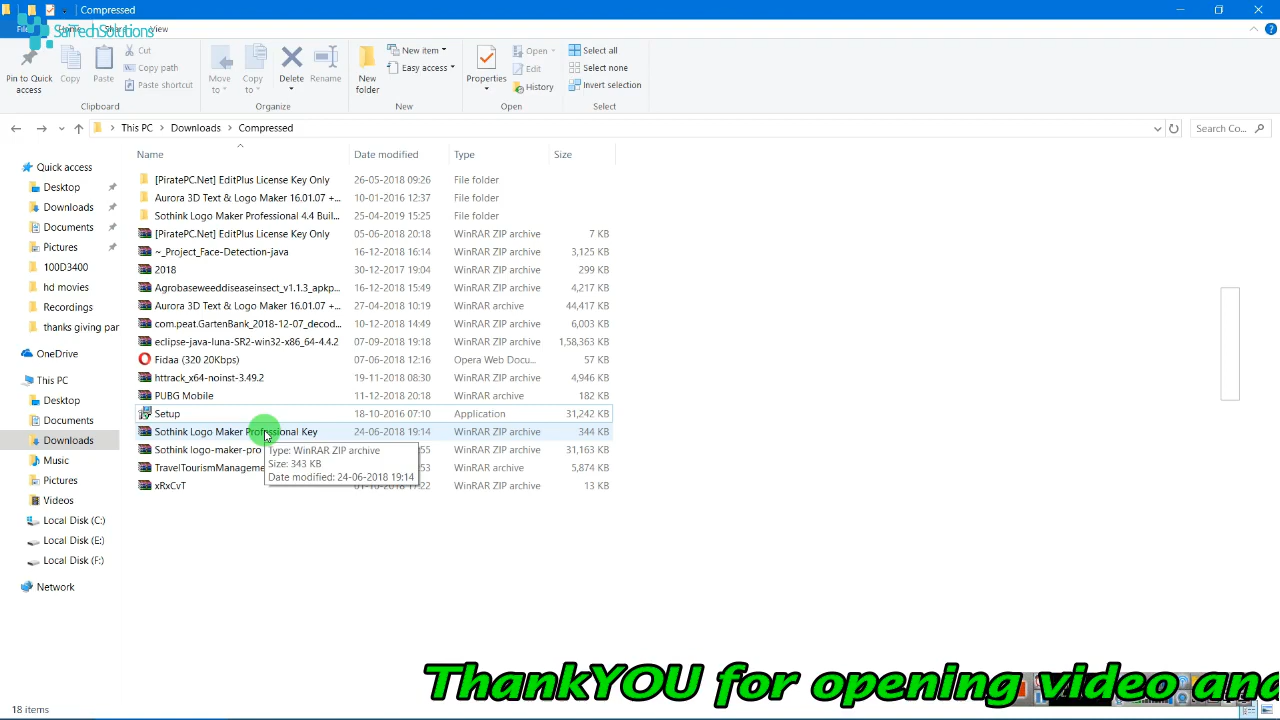 Compressed
SaiTechSolutions
View
Pin to Quick access
Copy
Paste
Cut
Copy path
Paste shortcut
Clipboard
Move to
Copy to
Delete
Rename
Organize
New folder
New item
Easy access
New
Properties
Open
Edit
History
Open
Select all
Select none
Invert selection
Select
This PC
Downloads
Compressed
Search Co...
Name Date modified Type Size
[PiratePC.Net] EditPlus License Key Only 26-05-2018 09:26 File folder
Aurora 3D Text & Logo Maker 16.01.07 +... 10-01-2016 12:37 File folder
Sothink Logo Maker Professional 4.4 Buil... 25-04-2019 15:25 File folder
[PiratePC.Net] EditPlus License Key Only 05-06-2018 20:18 WinRAR ZIP archive 7 KB
~_Project_Face-Detection-java 16-12-2018 16:14 WinRAR ZIP archive 3,125 KB
2018 30-12-2017 19:04 WinRAR ZIP archive 299 KB
Agrobaseweeddiseaseinsect_v1.1.3_apkp... 16-12-2018 15:49 WinRAR ZIP archive 4,217 KB
Aurora 3D Text & Logo Maker 16.01.07 +... 27-04-2018 10:19 WinRAR archive 44,417 KB
com.peat.GartenBank_2018-12-07_decod... 10-12-2018 14:49 WinRAR ZIP archive 6,003 KB
eclipse-java-luna-SR2-win32-x86_64-4.4.2 07-09-2018 19:18 WinRAR ZIP archive 1,58,363 KB
Fidaa (320 20Kbps) 07-06-2018 12:16 Opera Web Docu... 57 KB
httrack_x64-noinst-3.49.2 19-11-2018 08:30 WinRAR ZIP archive 4,946 KB
PUBG Mobile 11-12-2018 20:18 WinRAR archive 182 KB
Setup 18-10-2016 07:10 Application 31,242 KB
Sothink Logo Maker Professional Key 24-06-2018 19:14 WinRAR ZIP archive 344 KB
Sothink logo-maker-pro :55 WinRAR ZIP archive 31,163 KB
TravelTourismManageme :53 WinRAR archive 5,874 KB
xRxCvT 17:22 WinRAR ZIP archive 13 KB
Type: WinRAR ZIP archive
Size: 343 KB
Date modified: 24-06-2018 19:14
Quick access
Desktop
Downloads
Documents
Pictures
100D3400
hd movies
Recordings
thanks giving par
OneDrive
This PC
Desktop
Documents
Downloads
Music
Pictures
Videos
Local Disk (C:)
Local Disk (E:)
Local Disk (F:)
Network
ThankYOU for opening video and
18 items